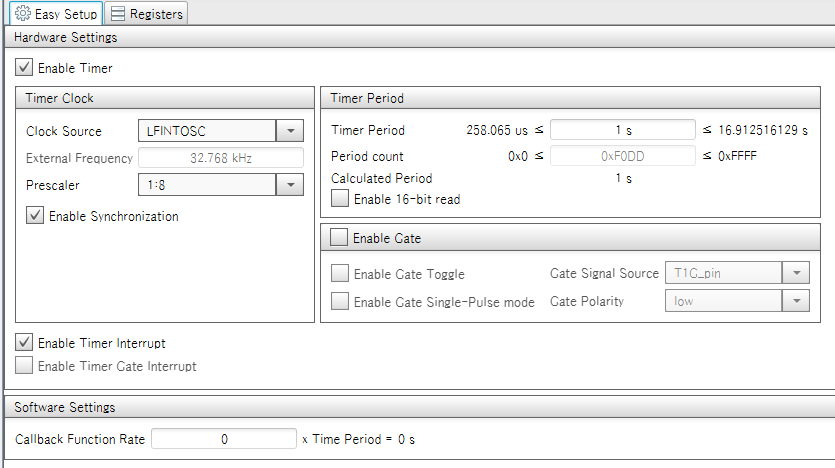 Easy Setup Registers
Hardware Settings
Enable Timer
Timer Clock
Clock Source LFINTOSC
External Frequency 32.768 kHz
Prescaler 1:8
Enable Synchronization
Timer Period
Timer Period 258.065 us ≤ 1 s ≤ 16.912516129 s
Period count 0x0 ≤ 0xF0DD ≤ 0xFFFF
Calculated Period 1 s
Enable 16-bit read
Enable Gate
Enable Gate Toggle Gate Signal Source T1G_pin
Enable Gate Single-Pulse mode Gate Polarity low
Enable Timer Interrupt
Enable Timer Gate Interrupt
Software Settings
Callback Function Rate 0 x Time Period = 0 s